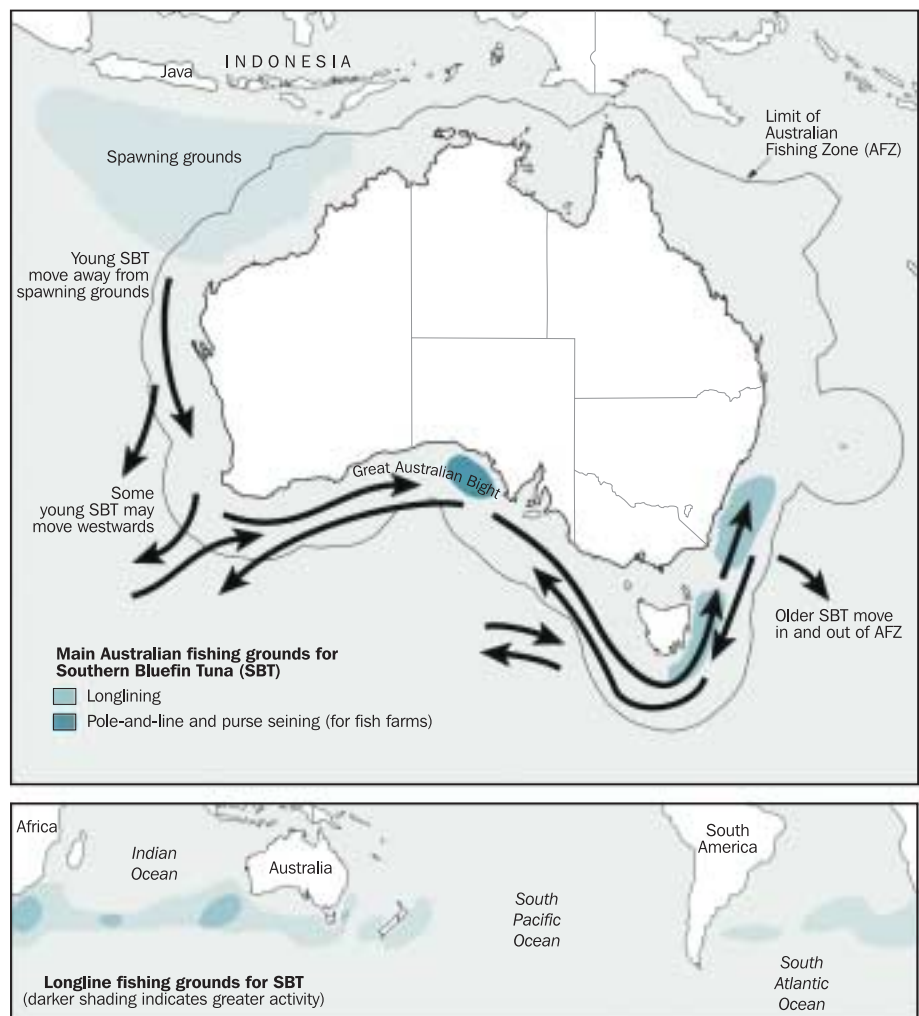 INDONESIA
Java
Limit of
Australian
Fishing Zone (AFZ)
Spawning grounds
Young SBT
move away from
spawning grounds
Great Australian Bight
Some
young SBT may
move westwards
Older SBT move
in and out of AFZ
Main Australian fishing grounds for
Southern Bluefin Tuna (SBT)
Longlining
Pole-and-line and purse seining (for fish farms)
Africa
Indian
Ocean
Australia
South
Pacific
Ocean
South
America
South
Atlantic
Ocean
Longline fishing grounds for SBT
(darker shading indicates greater activity)